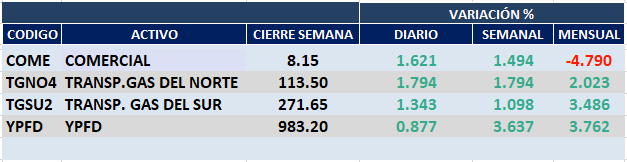 VARIACIÓN %
CODIGO ACTIVO CIERRE SEMANA DIARIO SEMANAL MENSUAL
COME COMERCIAL 8.15 1.621 1.494 -4.790
TGNO4 TRANSP.GAS DEL NORTE 113.50 1.794 1.794 2.023
TGSU2 TRANSP. GAS DEL SUR 271.65 1.343 1.098 3.486
YPFD YPFD 983.20 0.877 3.637 3.762